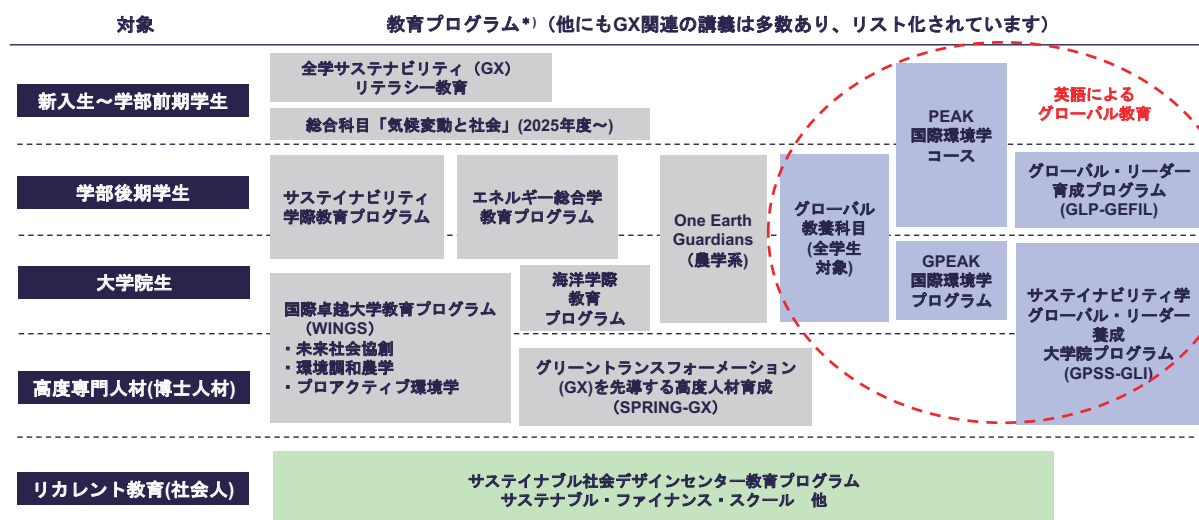 対象
教育プログラム*)（他にもGX関連の講義は多数あり、リスト化されています）
新入生～学部前期学生
全学サステナビリティ（GX）
リテラシー教育
総合科目「気候変動と社会」(2025年度～)
PEAK
国際環境学
コース
英語による
グローバル教育
学部後期学生
サステイナビリティ
学際教育プログラム
エネルギー総合学
教育プログラム
One Earth
Guardians
（農学系）
グローバル
教養科目
(全学生
対象)
グローバル・リーダー
育成プログラム
(GLP-GEFIL)
大学院生
国際卓越大学教育プログラム
（WINGS）
・未来社会協創
・環境調和農学
・プロアクティブ環境学
海洋学際
教育
プログラム
GPEAK
国際環境学
プログラム
サステイナビリティ学
グローバル・リーダー
養成
大学院プログラム
(GPSS-GLI)
高度専門人材(博士人材)
グリーントランスフォーメーション
(GX)を先導する高度人材育成
（SPRING-GX）
リカレント教育(社会人)
サステイナブル社会デザインセンター教育プログラム
サステナブル・ファイナンス・スクール　他